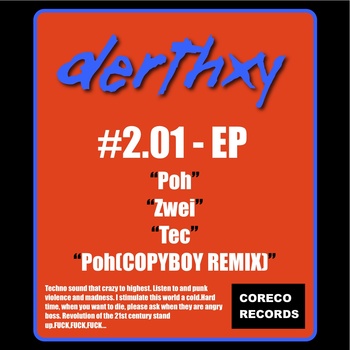 derthxy
#2.01 - EP
"Poh"
"Zwei"
"Tec"
"Poh(COPYBOY REMIX)"
Techno sound that crazy to highest. Listen to and punk
violence and madness. I stimulate this world a cold.Hard
time, when you want to die, please ask when they are angry
boss. Revolution of the 21st century stand
up.FUCK,FUCK,FUCK...
CORECO
RECORDS